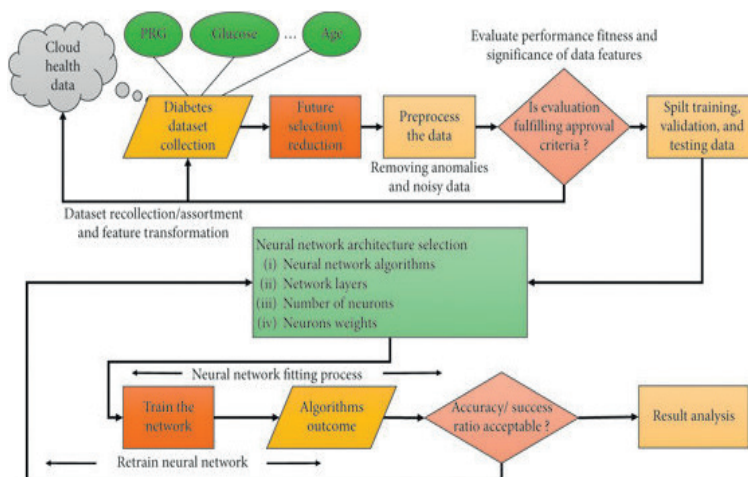 PRG
Glucose
...
Age
Evaluate performance fitness and
significance of data features
Cloud
health
data
Diabetes
dataset
collection
Future
selection\
reduction
Preprocess
the data
Is evaluation
fulfilling approval
criteria ?
Spilt training,
validation, and
testing data
Removing anomalies
and noisy data
Dataset recollection/assortment
and feature transformation
Neural network architecture selection
(i) Neural network algorithms
(ii) Network layers
(iii) Number of neurons
(iv) Neurons weights
Neural network fitting process
Train the
network
Algorithms
outcome
Accuracy/ success
ratio acceptable ?
Result analysis
Retrain neural network